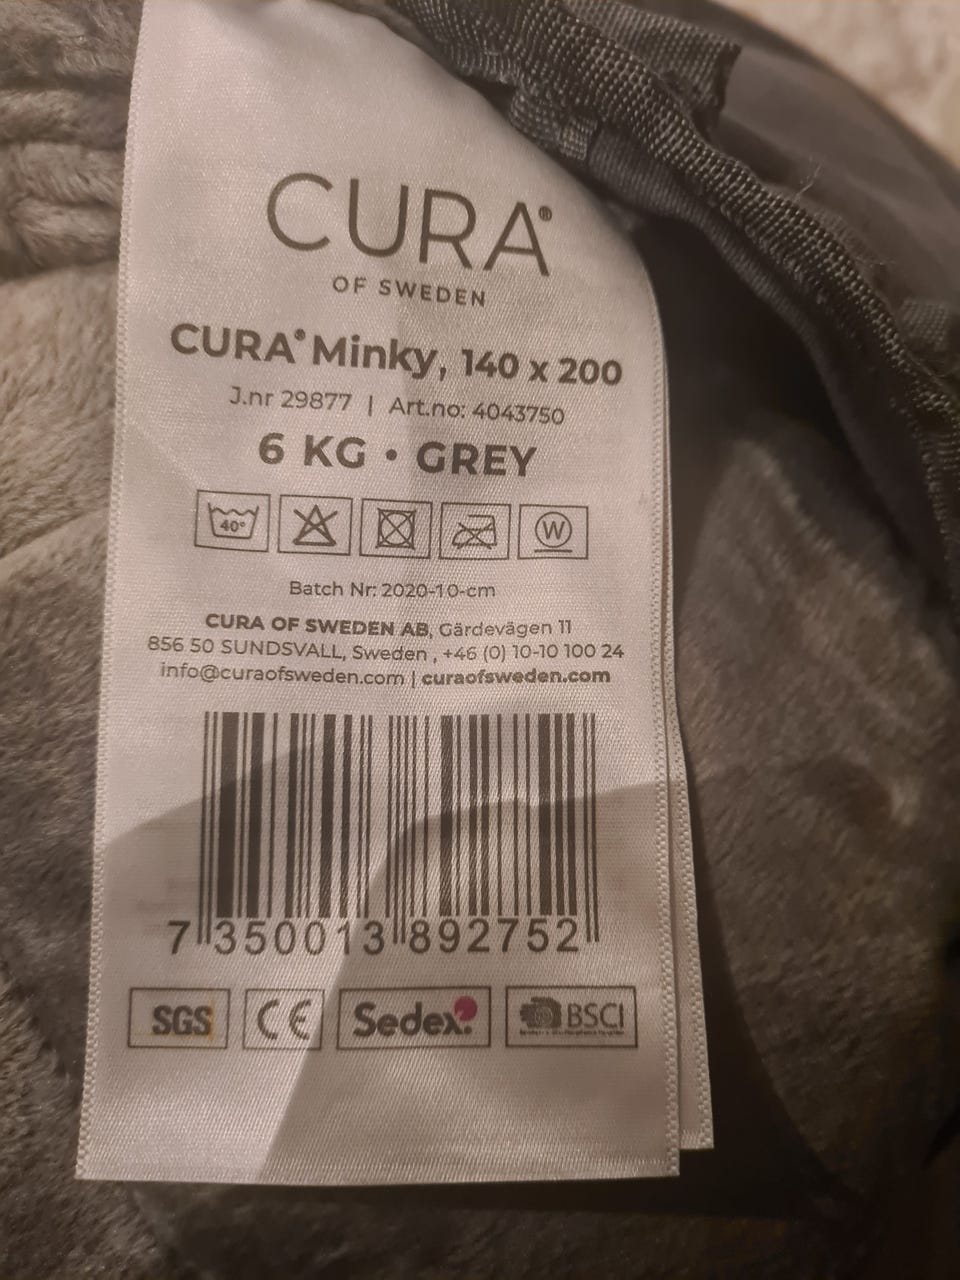 CURA®
OF SWEDEN
CURA® Minky, 140 x 200
J.nr 29877 | Art.no: 4043750
6 KG • GREY
40°
W
Batch Nr: 2020-10-cm
CURA OF SWEDEN AB, Gärdevägen 11
856 50 SUNDSVALL, Sweden , +46 (0) 10-10 100 24
info@curaofsweden.com | curaofsweden.com
7 350013 892752
SGS CE Sedex BSCI